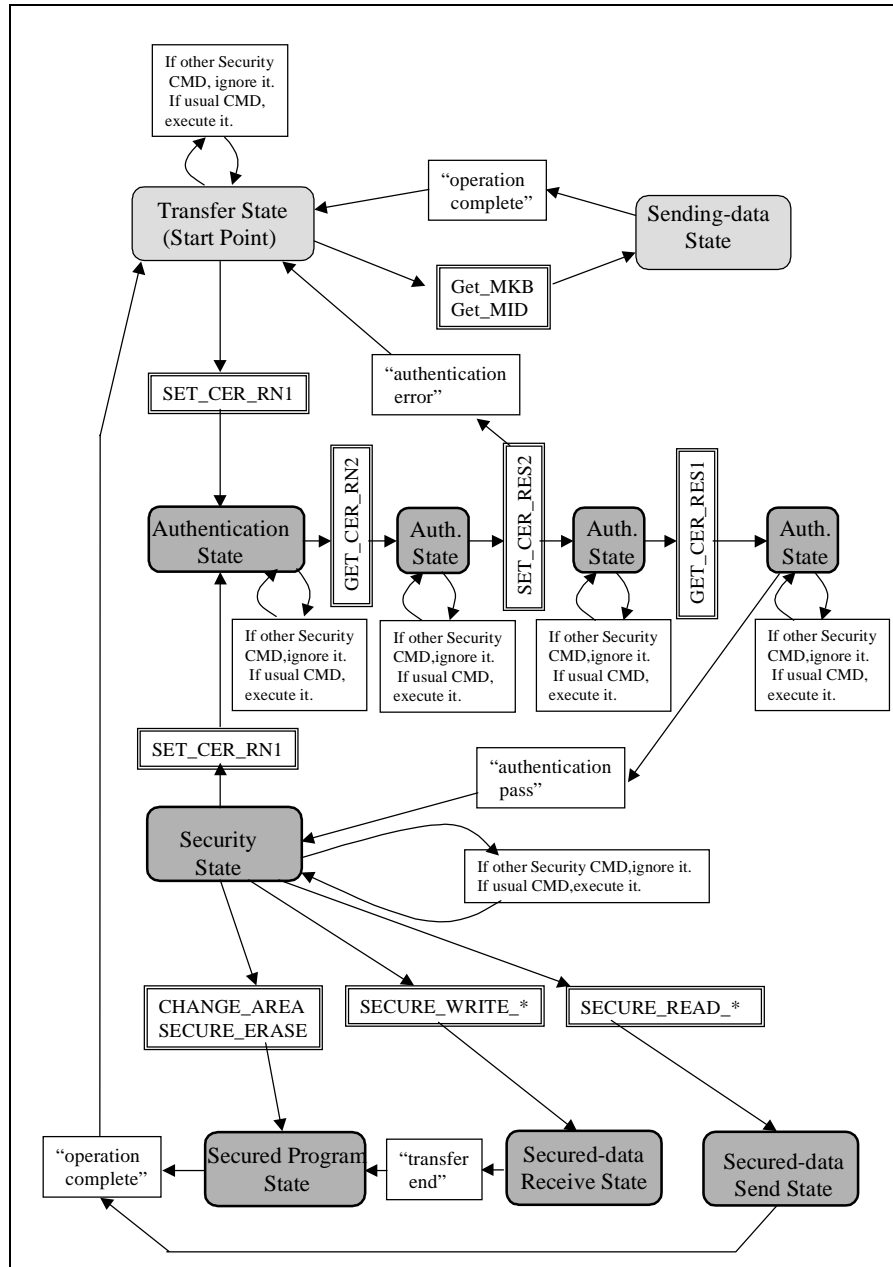 If other Security
CMD, ignore it.
If usual CMD,
execute it.
Transfer State
(Start Point)
“operation
complete”
Sending-data
State
Get_MKB
Get_MID
SET_CER_RN1
“authentication
error”
Authentication
State
GET_CER_RN2
Auth.
State
SET_CER_RES2
Auth.
State
GET_CER_RES1
Auth.
State
If other Security
CMD,ignore it.
If usual CMD,
execute it.
If other Security
CMD,ignore it.
If usual CMD,
execute it.
If other Security
CMD,ignore it.
If usual CMD,
execute it.
If other Security
CMD,ignore it.
If usual CMD,
execute it.
SET_CER_RN1
“authentication
pass”
Security
State
If other Security CMD,ignore it.
If usual CMD,execute it.
CHANGE_AREA
SECURE_ERASE
SECURE_WRITE_*
SECURE_READ_*
“operation
complete”
Secured Program
State
“transfer
end”
Secured-data
Receive State
Secured-data
Send State